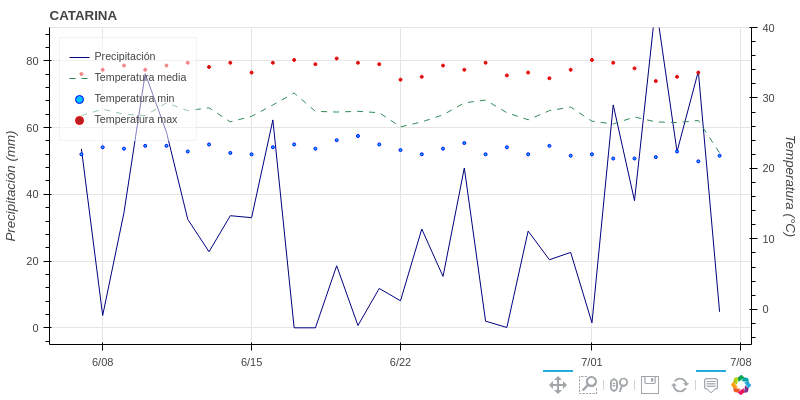 CATARINA
Precipitación
Temperatura media
Temperatura min
Temperatura max
Precipitación (mm)
80
60
40
20
0
Temperatura (°C)
40
30
20
10
0
6/08
6/15
6/22
7/01
7/08